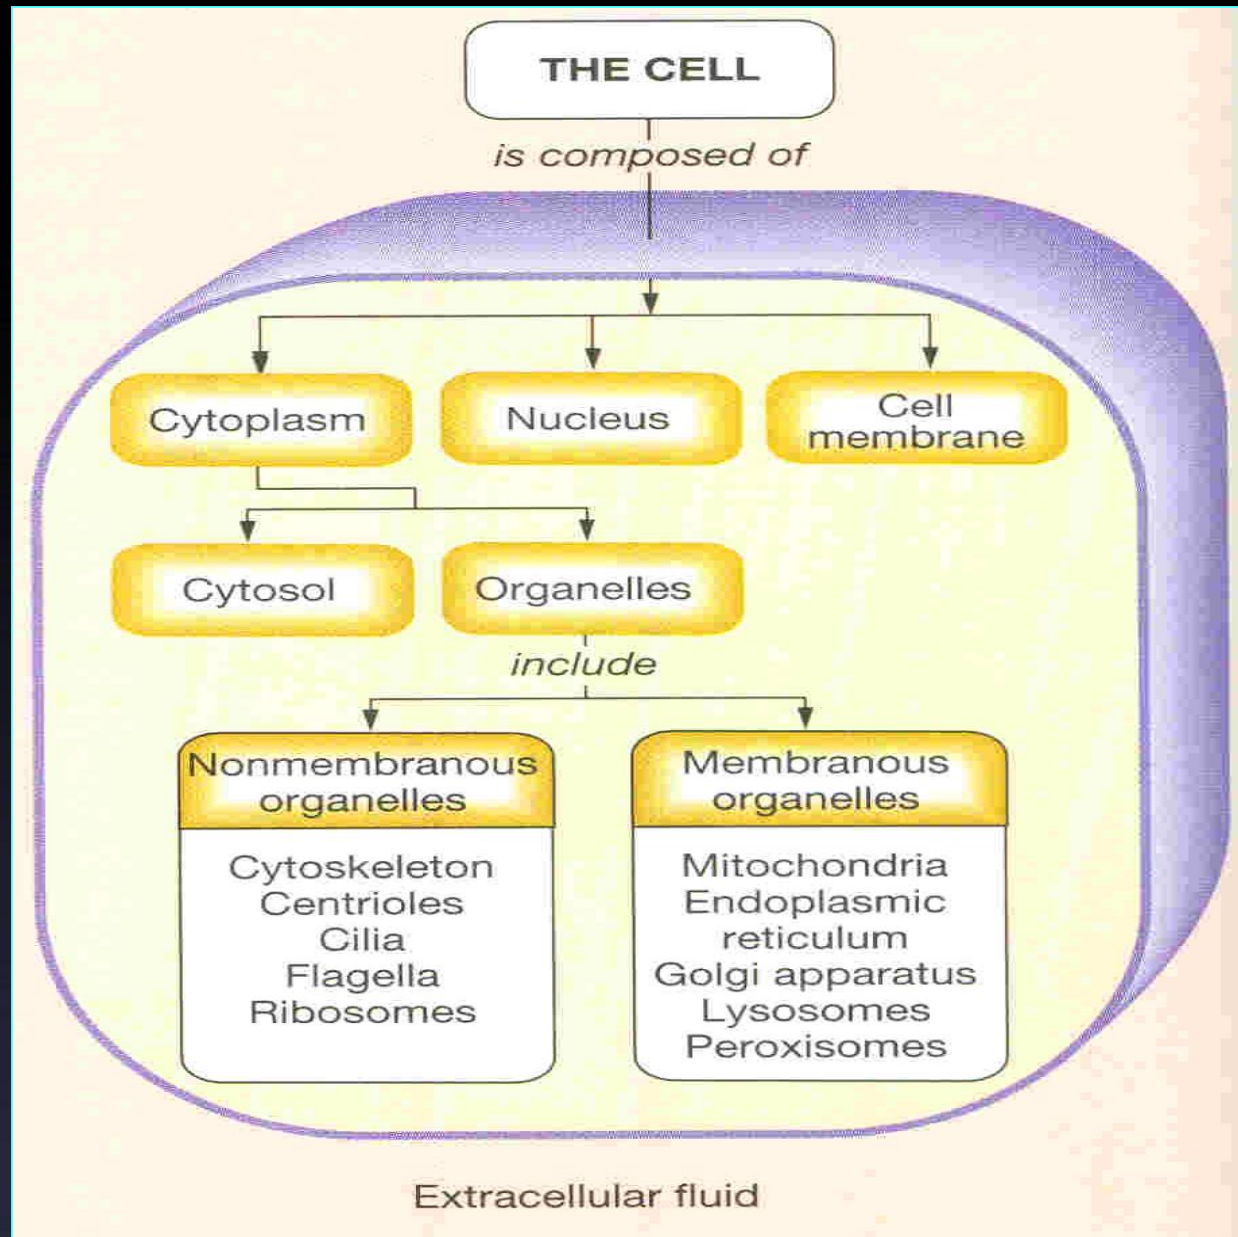 THE CELL
is composed of
Cytoplasm
Nucleus
Cell
membrane
Cytosol
Organelles
include
Nonmembranous
organelles
Cytoskeleton
Centrioles
Cilia
Flagella
Ribosomes
Membranous
organelles
Mitochondria
Endoplasmic
reticulum
Golgi apparatus
Lysosomes
Peroxisomes
Extracellular fluid